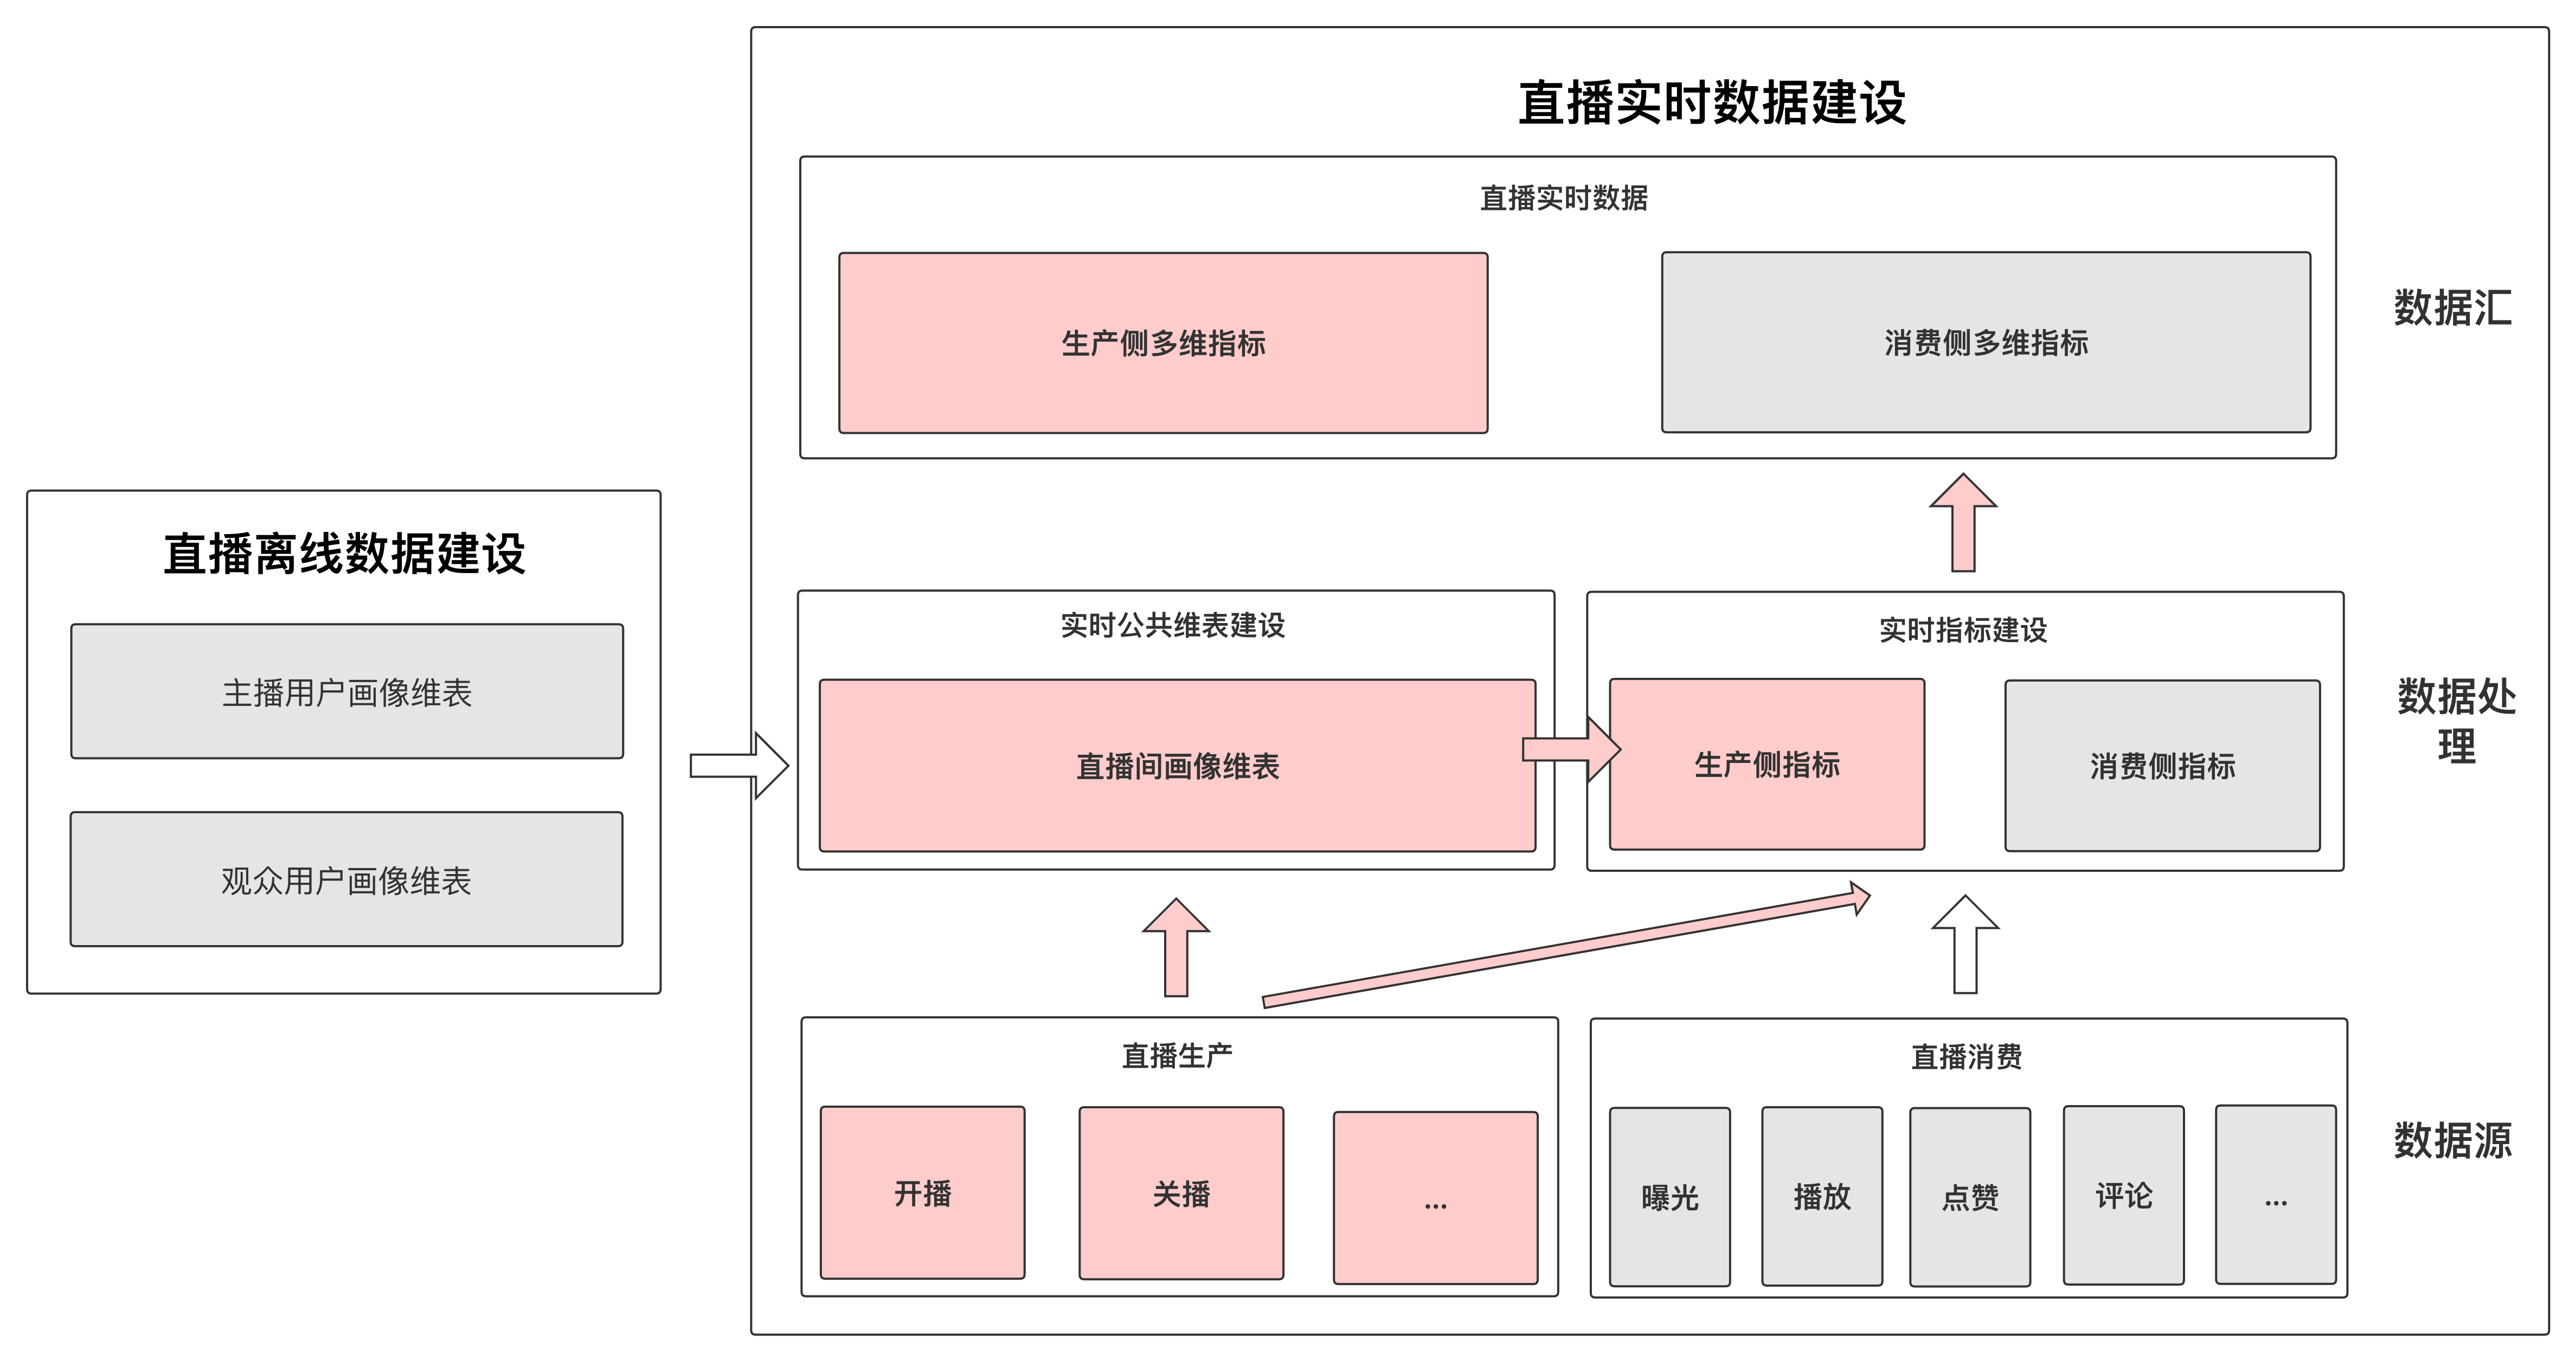 直播实时数据建设
直播实时数据
生产侧多维指标
消费侧多维指标
数据汇
直播离线数据建设
主播用户画像维表
观众用户画像维表
实时公共维表建设
直播间画像维表
实时指标建设
生产侧指标
消费侧指标
数据处
理
直播生产
开播
关播
...
直播消费
曝光
播放
点赞
评论
...
数据源